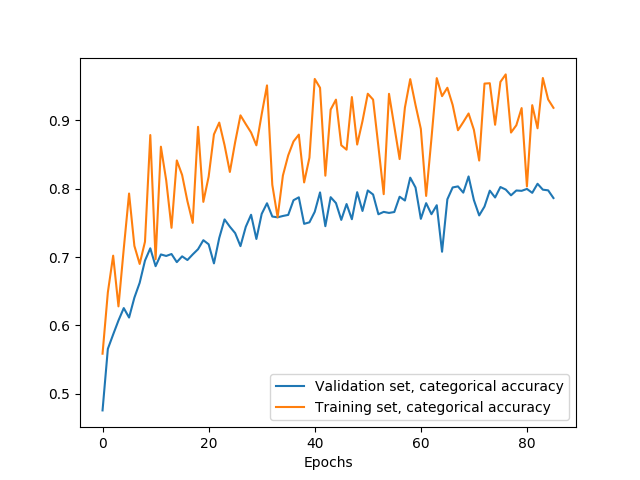 0.9
0.8
0.7
0.6
0.5
Validation set, categorical accuracy
Training set, categorical accuracy
0 20 40 60 80
Epochs